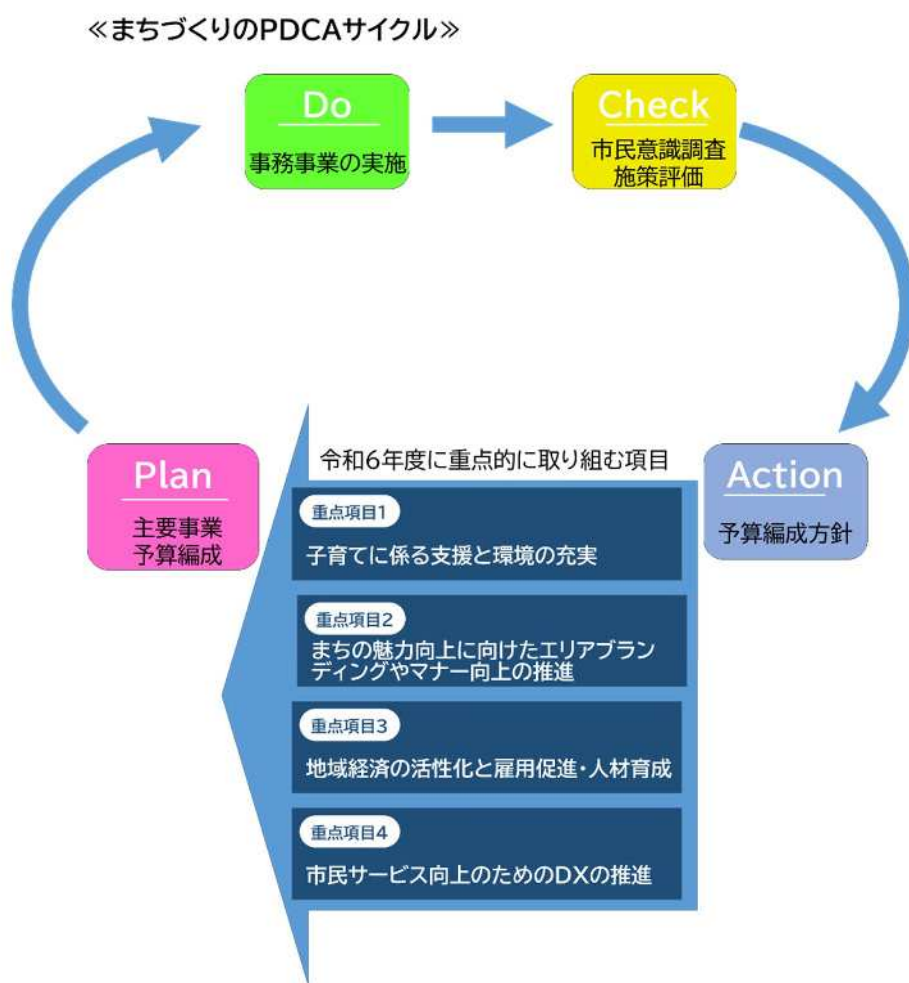 ≪まちづくりのPDCAサイクル≫
Do
事務事業の実施
Check
市民意識調査
施策評価
Plan
主要事業
予算編成
令和6年度に重点的に取り組む項目
重点項目1
子育てに係る支援と環境の充実
重点項目2
まちの魅力向上に向けたエリアブラン
ディングやマナー向上の推進
重点項目3
地域経済の活性化と雇用促進・人材育成
重点項目4
市民サービス向上のためのDXの推進
Action
予算編成方針